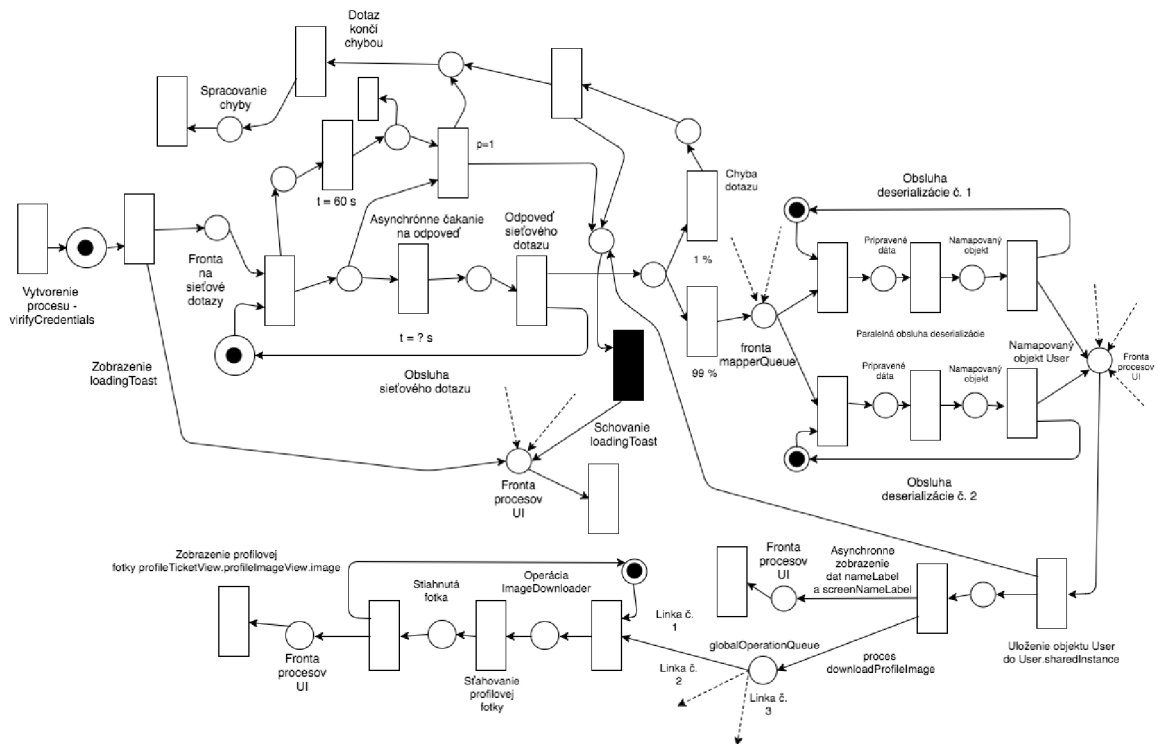 Dotaz
končí
chybou
Spracovanie
chyby
p=1
t = 60 s
Chyba
dotazu
Obsluha
deserializácie č. 1
Asynchrónne čakanie
na odpoveď
Odpoveď
sieťového
dotazu
Fronta
na
sieťové
dotazy
1 %
Pripravené
dáta
Namapovaný
objekt
Vytvorenie
procesu -
virifyCredentials
t = ? s
Paralelná obsluha deserializácie
fronta
mapperQueue
Namapovaný
objekt User
Zobrazenie
loadingToast
Obsluha
sieťového dotazu
99 %
Pripravené
dáta
Namapovaný
objekt
Fronta
procesov
UI
Schovanie
loadingToast
Fronta
procesov
UI
Obsluha
deserializácie č. 2
Zobrazenie profilovej
fotky profileTicketView.profileImageView.image
Stiahnutá
fotka
Operácia
ImageDownloader
Fronta
procesov
UI
Asynchronne
zobrazenie
dat nameLabel
a screenNameLabel
Linka č.
1
globalOperationQueue
Uloženie objektu User
do User.sharedInstance
Fronta
procesov
UI
Sťahovanie
profilovej
fotky
Linka č.
2
proces
downloadProfileImage
Linka č.
3